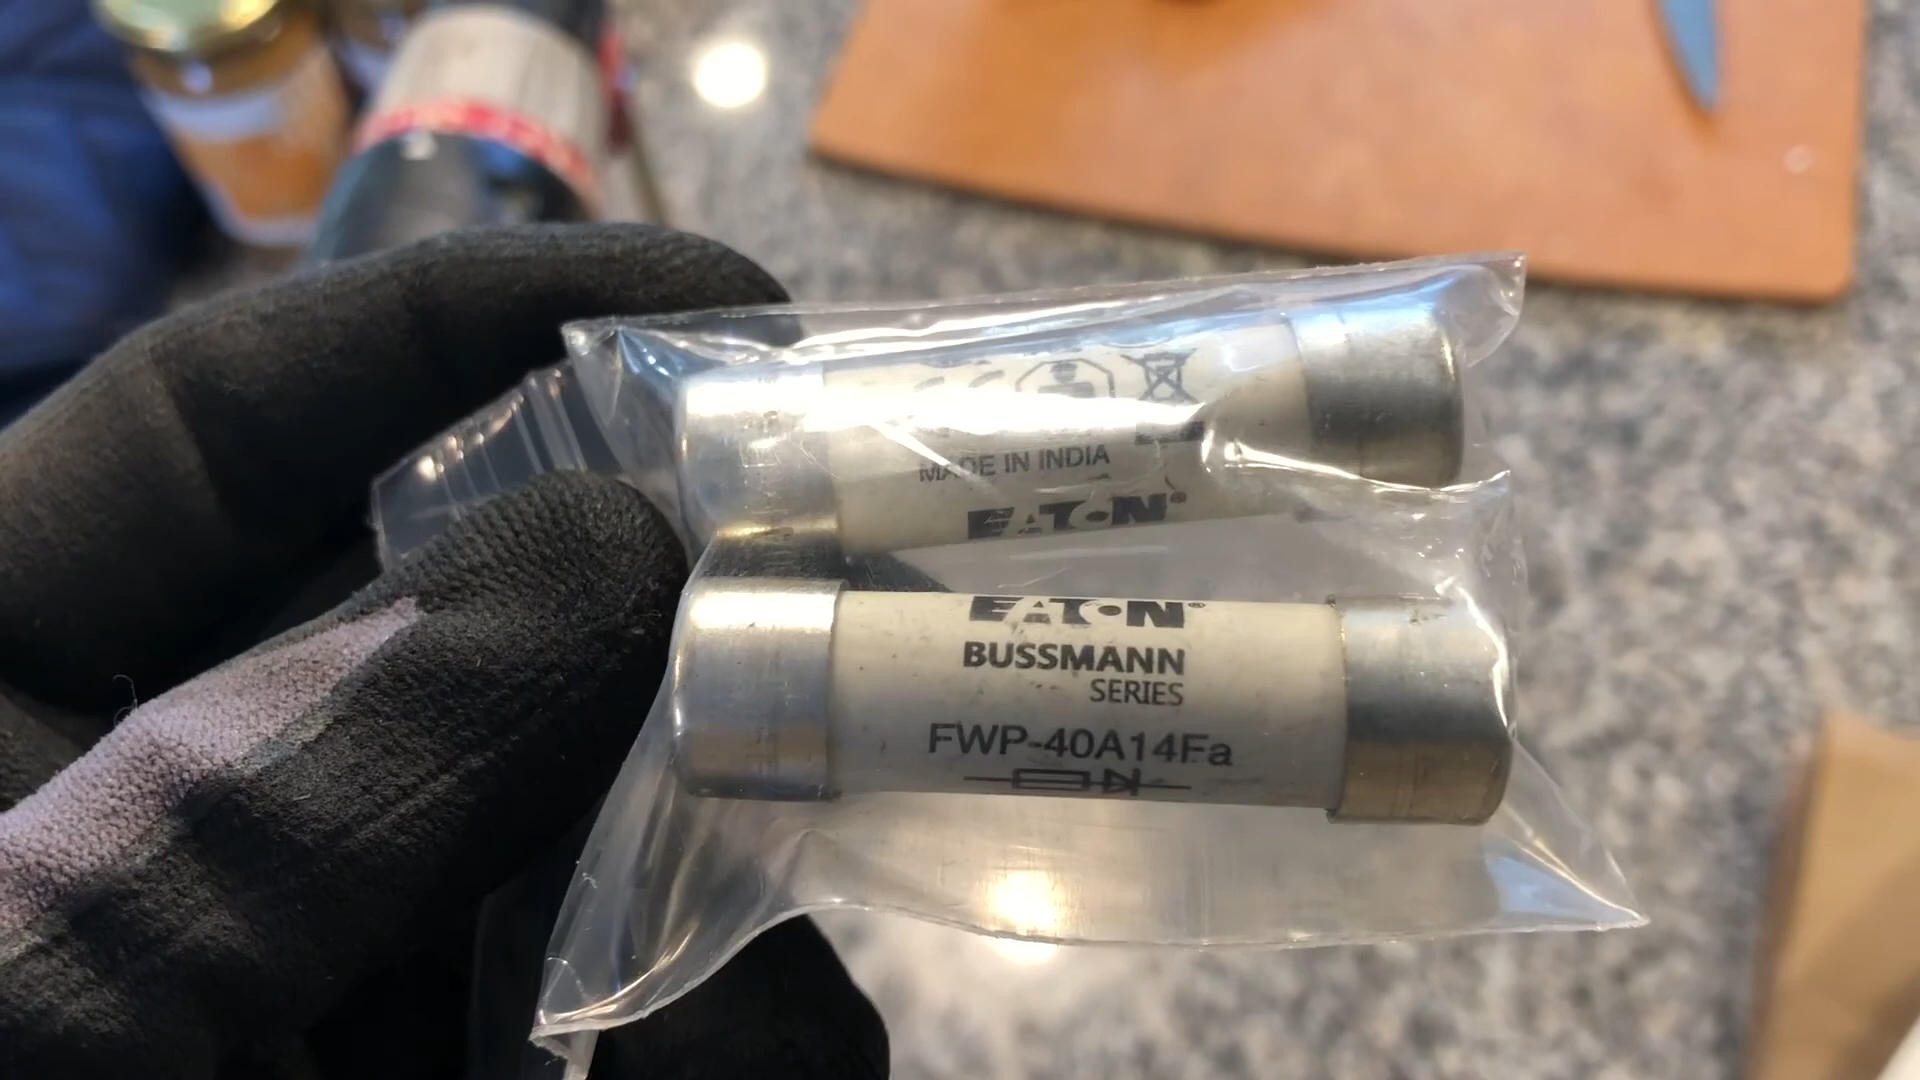 MADE IN INDIA
EATON®
EATON®
BUSSMANN
SERIES
FWP-40A14Fa